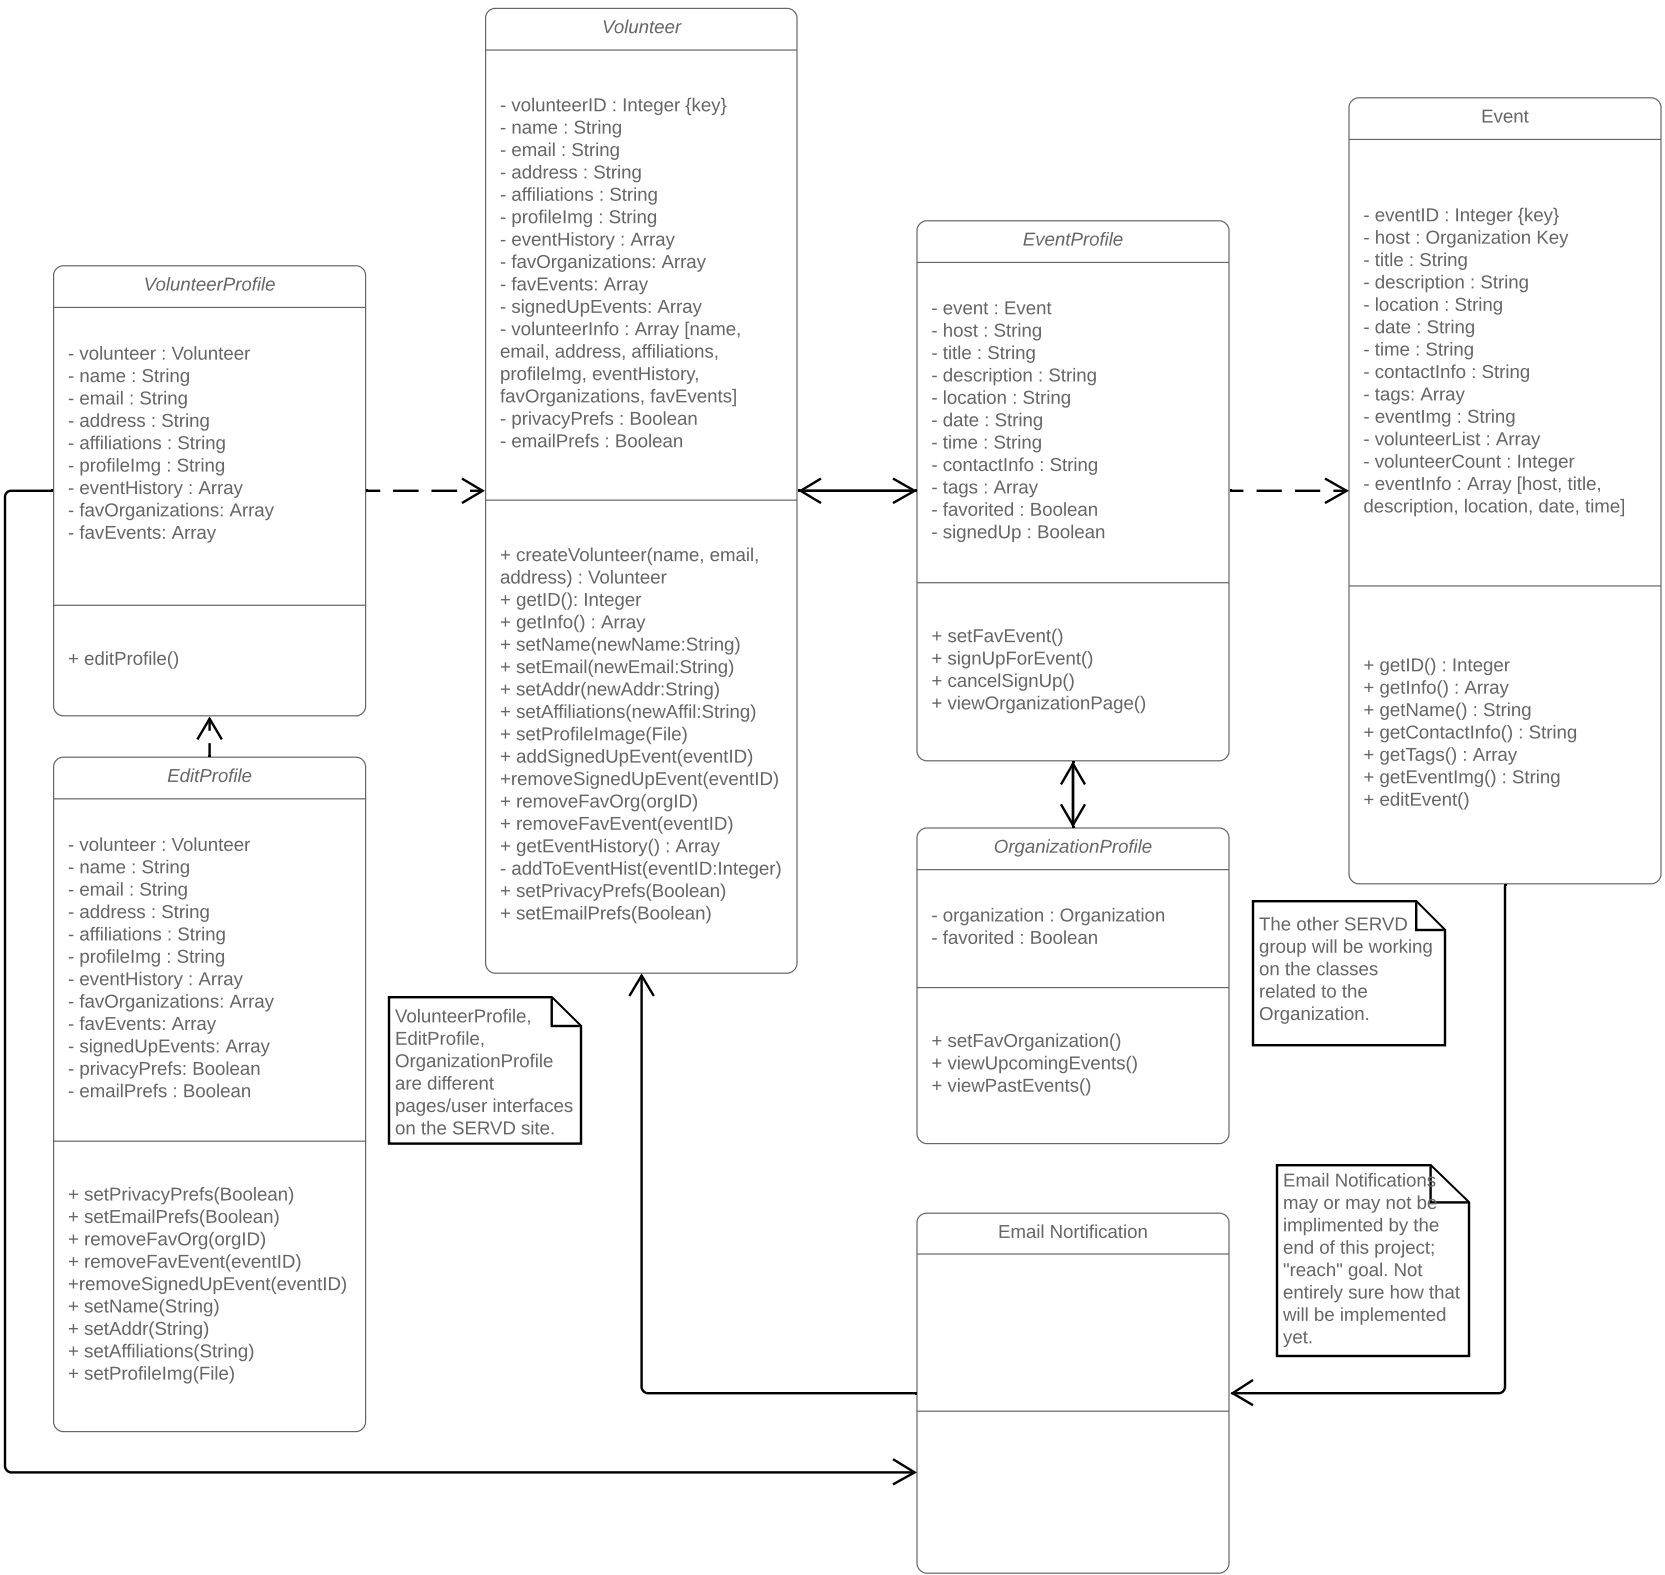 Volunteer
- volunteerID : Integer {key}
- name : String
- email : String
- address : String
- affiliations : String
- profileImg : String
- eventHistory : Array
- favOrganizations: Array
- favEvents: Array
- signedUpEvents: Array
- volunteerInfo : Array [name,
email, address, affiliations,
profileImg, eventHistory,
favOrganizations, favEvents]
- privacyPrefs : Boolean
- emailPrefs : Boolean
+ createVolunteer(name, email,
address) : Volunteer
+ getID(): Integer
+ getInfo() : Array
+ setName(newName:String)
+ setEmail(newEmail:String)
+ setAddr(newAddr:String)
+ setAffiliations(newAffil:String)
+ setProfileImage(File)
+ addSignedUpEvent(eventID)
+removeSignedUpEvent(eventID)
+ removeFavOrg(orgID)
+ removeFavEvent(eventID)
+ getEventHistory() : Array
- addToEventHist(eventID:Integer)
+ setPrivacyPrefs(Boolean)
+ setEmailPrefs(Boolean)
Event
- eventID : Integer {key}
- host : Organization Key
- title : String
- description : String
- location : String
- date : String
- time : String
- contactInfo : String
- tags: Array
- eventImg : String
- volunteerList : Array
- volunteerCount : Integer
- eventInfo : Array [host, title,
description, location, date, time]
+ getID() : Integer
+ getInfo() : Array
+ getName() : String
+ getContactInfo() : String
+ getTags() : Array
+ getEventImg() : String
+ editEvent()
EventProfile
- event : Event
- host : String
- title : String
- description : String
- location : String
- date : String
- time : String
- contactInfo : String
- tags : Array
- favorited : Boolean
- signedUp : Boolean
+ setFavEvent()
+ signUpForEvent()
+ cancelSignUp()
+ viewOrganizationPage()
VolunteerProfile
- volunteer : Volunteer
- name : String
- email : String
- address : String
- affiliations : String
- profileImg : String
- eventHistory : Array
- favOrganizations: Array
- favEvents: Array
+ editProfile()
EditProfile
- volunteer : Volunteer
- name : String
- email : String
- address : String
- affiliations : String
- profileImg : String
- eventHistory : Array
- favOrganizations: Array
- favEvents: Array
- signedUpEvents: Array
- privacyPrefs: Boolean
- emailPrefs : Boolean
+ setPrivacyPrefs(Boolean)
+ setEmailPrefs(Boolean)
+ removeFavOrg(orgID)
+ removeFavEvent(eventID)
+removeSignedUpEvent(eventID)
+ setName(String)
+ setAddr(String)
+ setAffiliations(String)
+ setProfileImg(File)
OrganizationProfile
- organization : Organization
- favorited : Boolean
+ setFavOrganization()
+ viewUpcomingEvents()
+ viewPastEvents()
The other SERVD
group will be working
on the classes
related to the
Organization.
VolunteerProfile,
EditProfile,
OrganizationProfile
are different
pages/user interfaces
on the SERVD site.
Email Notifications
may or may not be
implimented by the
end of this project;
"reach" goal. Not
entirely sure how that
will be implemented
yet.
Email Nortification